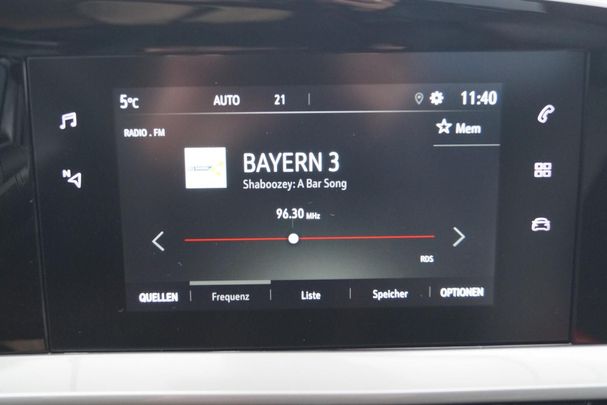 5°C AUTO 21 11:40
RADIO . FM
Mem
N
BAYERN 3
Shaboozey: A Bar Song
96.30 MHz
RDS
QUELLEN Frequenz Liste Speicher OPTIONEN